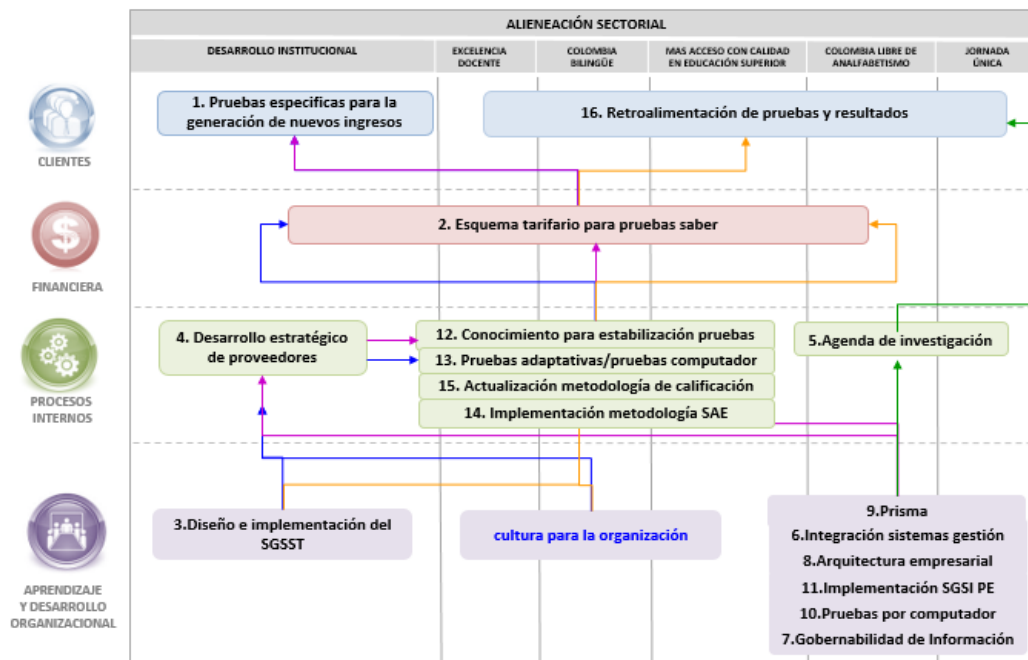 ALIENEACIÓN SECTORIAL
DESARROLLO INSTITUCIONAL
EXCELENCIA
DOCENTE
COLOMBIA
BILINGÜE
MAS ACCESO CON CALIDAD
EN EDUCACIÓN SUPERIOR
COLOMBIA LIBRE DE
ANALFABETISMO
JORNADA
ÚNICA
CLIENTES
1. Pruebas especificas para la
generación de nuevos ingresos
16. Retroalimentación de pruebas y resultados
FINANCIERA
2. Esquema tarifario para pruebas saber
PROCESOS
INTERNOS
4. Desarrollo estratégico
de proveedores
12. Conocimiento para estabilización pruebas
13. Pruebas adaptativas/pruebas computador
15. Actualización metodología de calificación
14. Implementación metodología SAE
5.Agenda de investigación
APRENDIZAJE
Y DESARROLLO
ORGANIZACIONAL
3.Diseño e implementación del
SGSST
cultura para la organización
9.Prisma
6.Integración sistemas gestión
8.Arquitectura empresarial
11.Implementación SGSI PE
10.Pruebas por computador
7.Gobernabilidad de Información